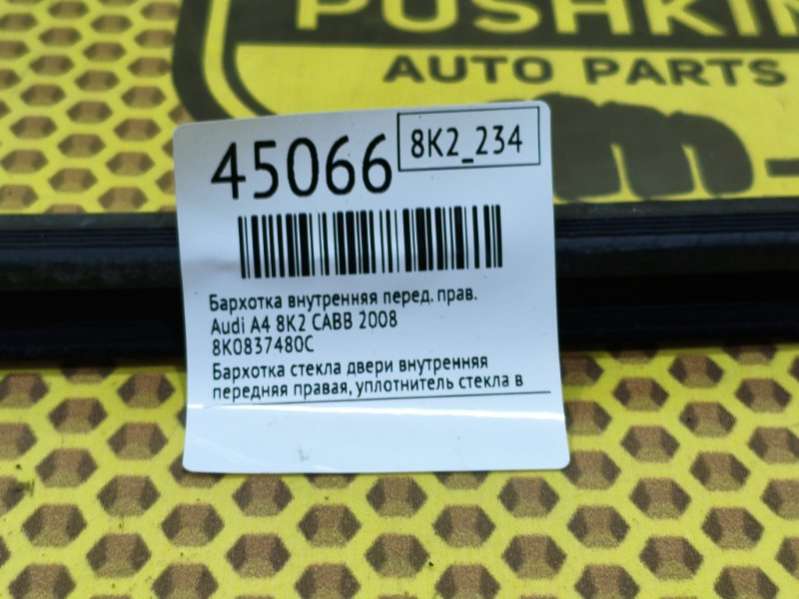 PUSHKIN
AUTO PARTS
45066
8K2_234
Бархотка внутренняя перед. прав.
Audi A4 8K2 CABB 2008
8K0837480C
Бархотка стекла двери внутренняя
передняя правая, уплотнитель стекла в